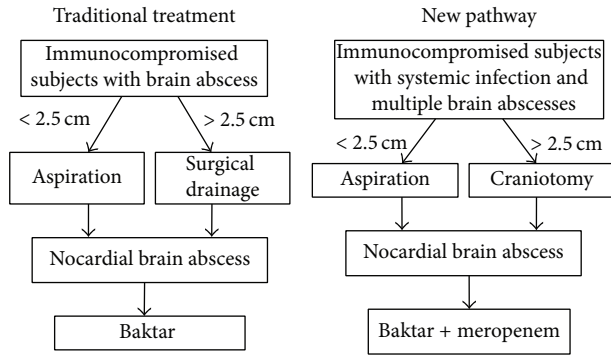 Traditional treatment
Immunocompromised
subjects with brain abscess
< 2.5 cm
> 2.5 cm
Aspiration
Surgical
drainage
Nocardial brain abscess
Baktar
New pathway
Immunocompromised subjects
with systemic infection and
multiple brain abscesses
< 2.5 cm
> 2.5 cm
Aspiration
Craniotomy
Nocardial brain abscess
Baktar + meropenem